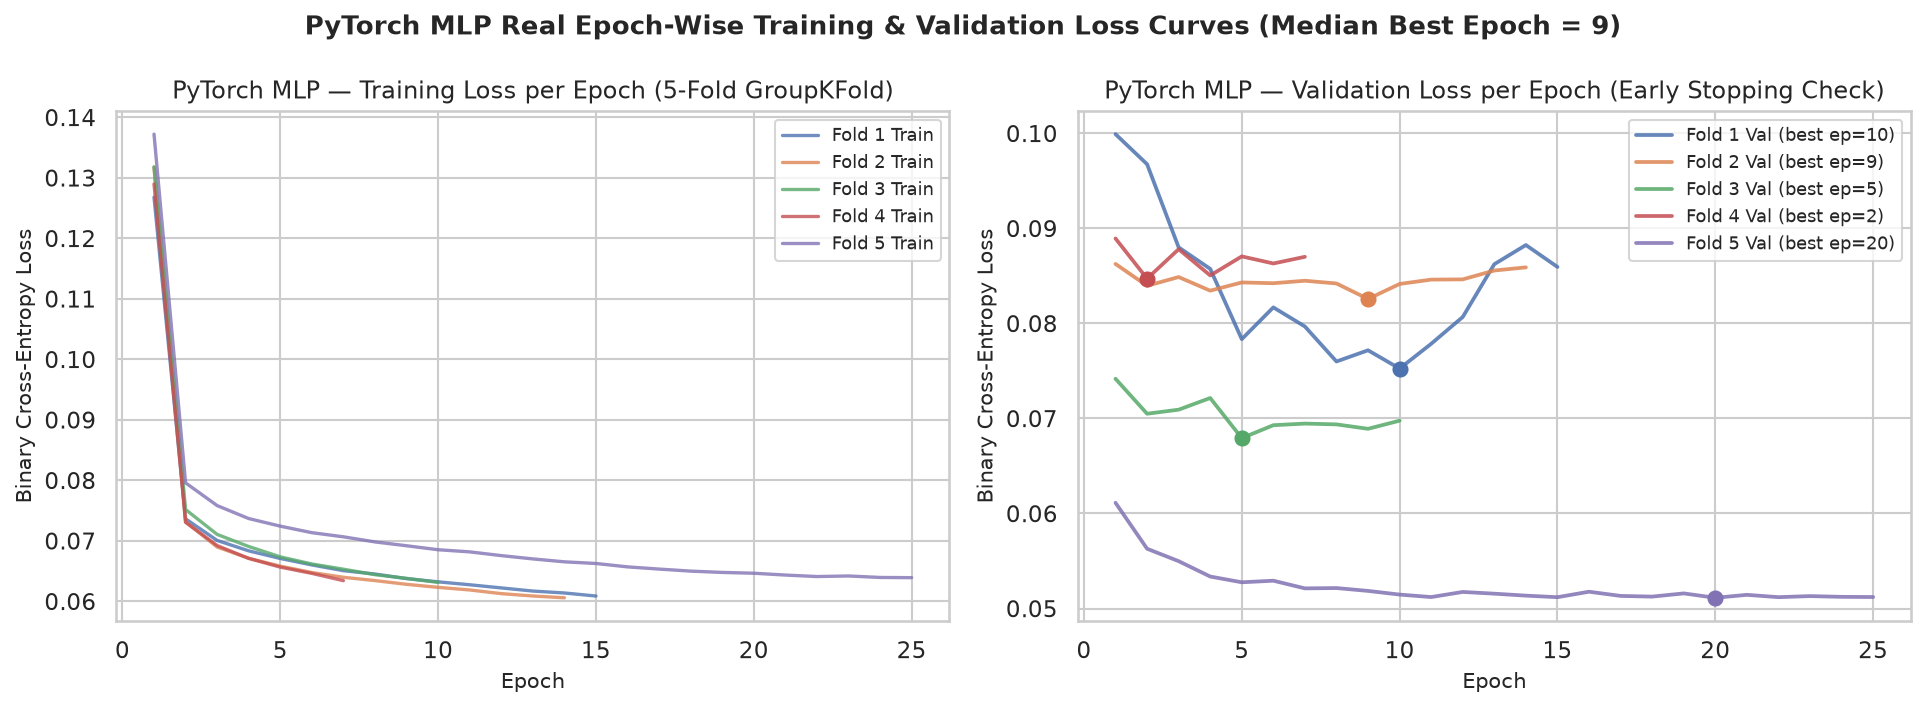 PyTorch MLP Real Epoch-Wise Training & Validation Loss Curves (Median Best Epoch = 9)
PyTorch MLP — Training Loss per Epoch (5-Fold GroupKFold)
Binary Cross-Entropy Loss
0.14
0.13
0.12
0.11
0.10
0.09
0.08
0.07
0.06
Fold 1 Train
Fold 2 Train
Fold 3 Train
Fold 4 Train
Fold 5 Train
0 5 10 15 20 25
Epoch
PyTorch MLP — Validation Loss per Epoch (Early Stopping Check)
Binary Cross-Entropy Loss
0.10
0.09
0.08
0.07
0.06
0.05
Fold 1 Val (best ep=10)
Fold 2 Val (best ep=9)
Fold 3 Val (best ep=5)
Fold 4 Val (best ep=2)
Fold 5 Val (best ep=20)
0 5 10 15 20 25
Epoch